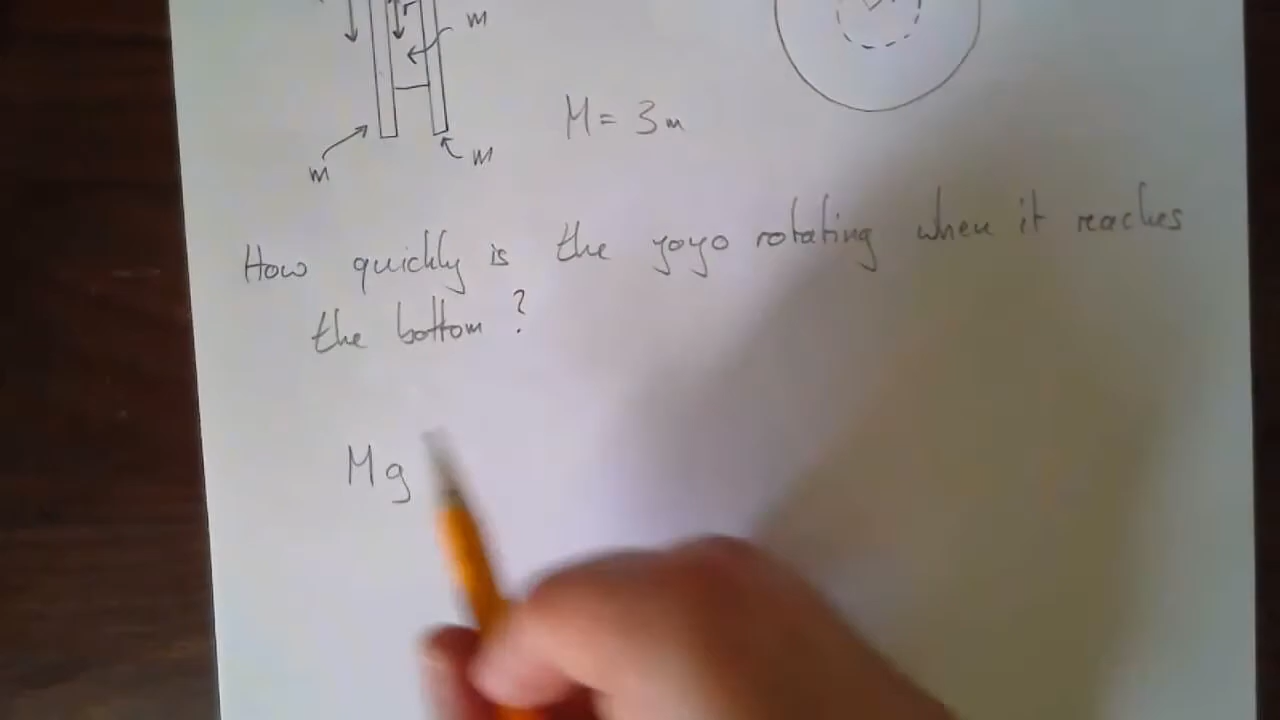 m
M = 3m
m
m
How quickly is the yoyo rotating when it reaches
the bottom ?
Mg